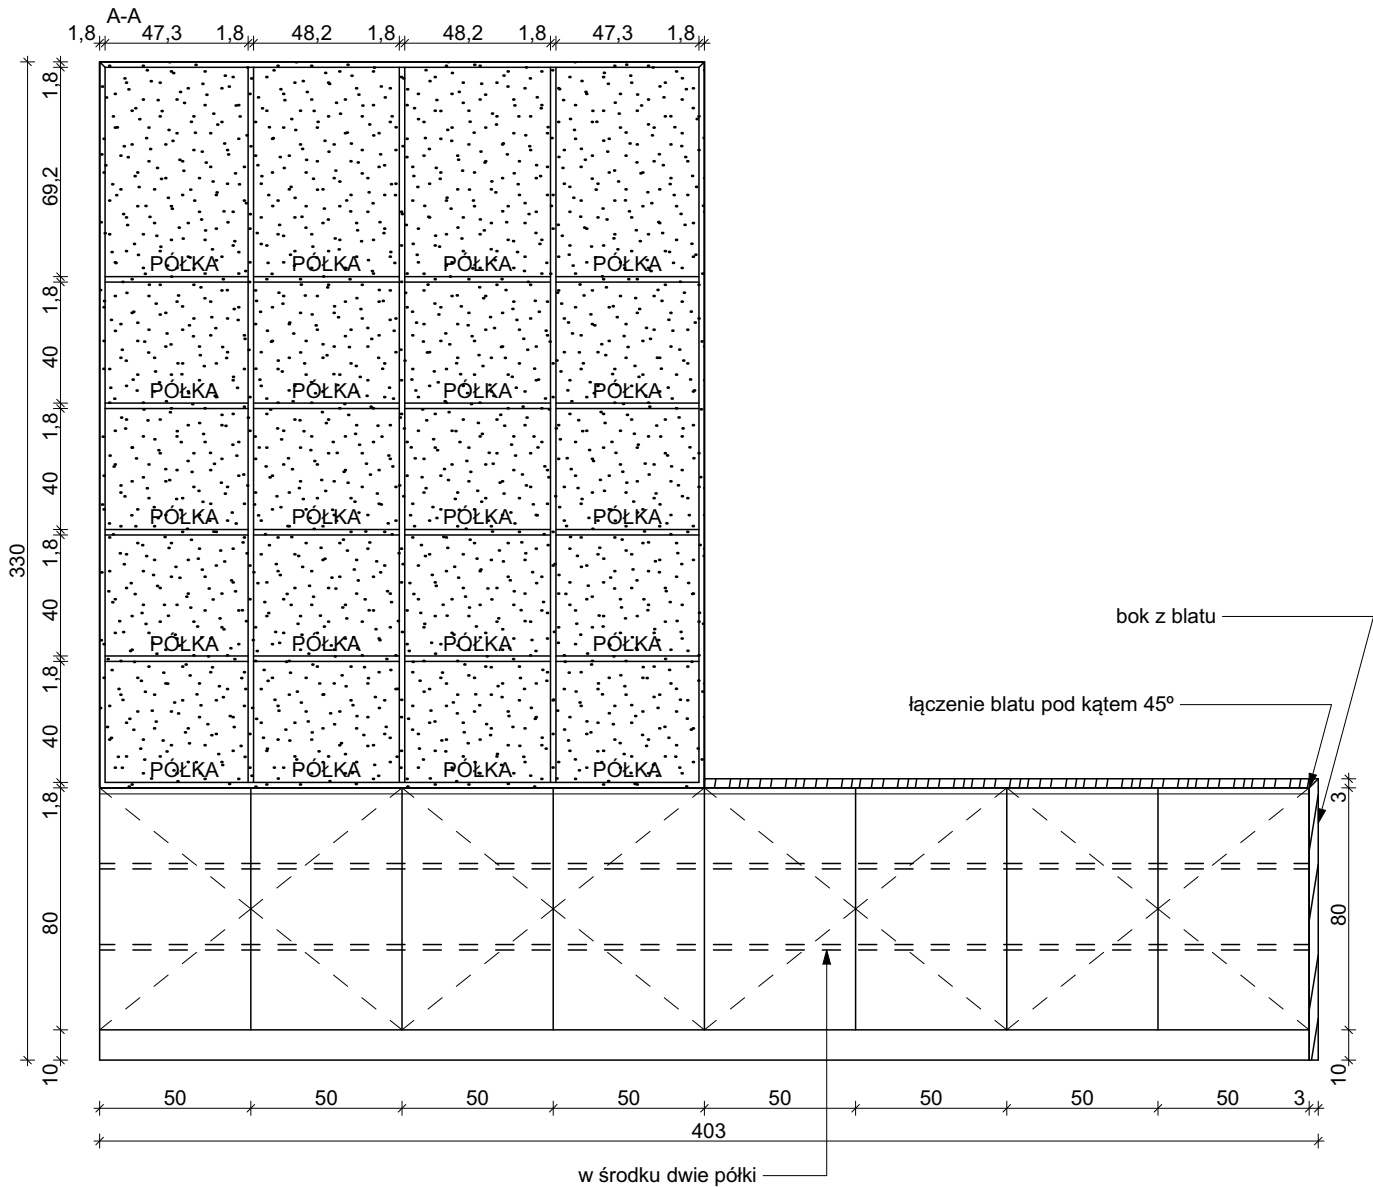 A-A
1,8 47,3 1,8 48,2 1,8 48,2 1,8 47,3 1,8
1,8
69,2
PÓŁKA PÓŁKA PÓŁKA PÓŁKA
1,8
40
PÓŁKA PÓŁKA PÓŁKA PÓŁKA
1,8
40
PÓŁKA PÓŁKA PÓŁKA PÓŁKA
1,8
330
40
bok z blatu
PÓŁKA PÓŁKA PÓŁKA PÓŁKA
1,8
łączenie blatu pod kątem 45º
40
PÓŁKA PÓŁKA PÓŁKA PÓŁKA
1,8
3
80
80
10
10
50 50 50 50 50 50 50 50 3
403
w środku dwie półki